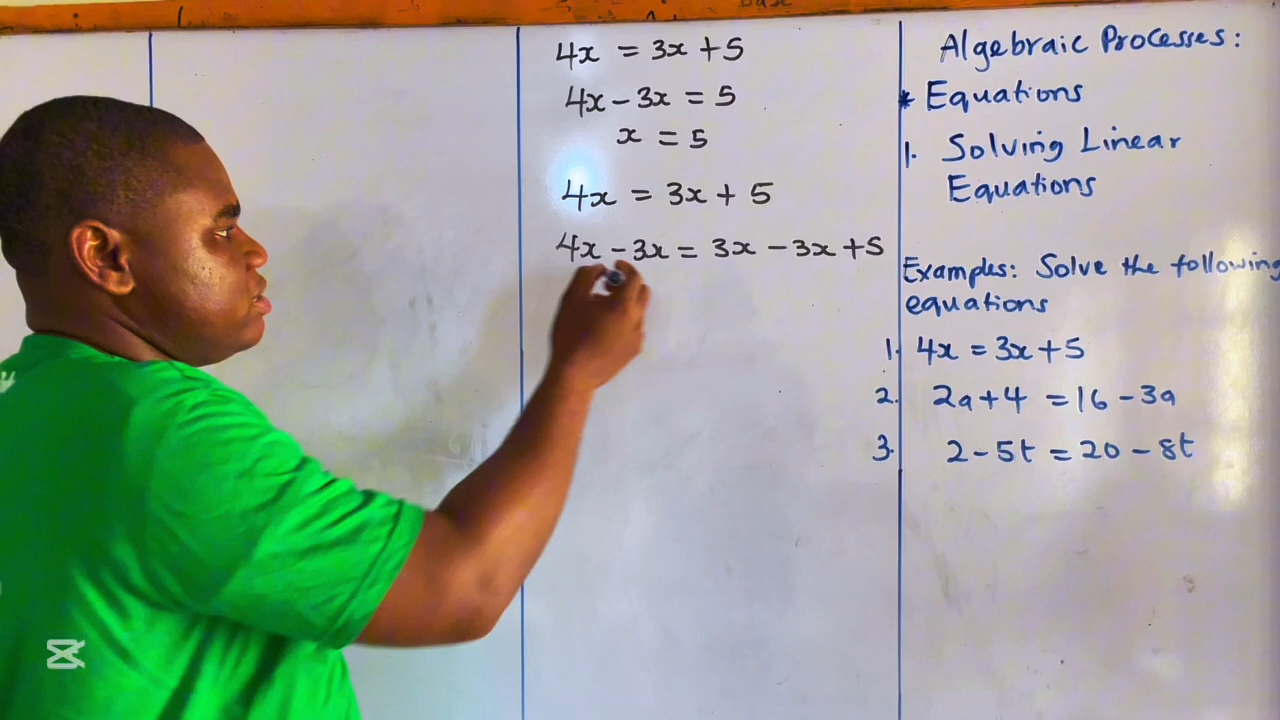 base
4x = 3x + 5
4x - 3x = 5
x = 5
4x = 3x + 5
4x - 3x = 3x - 3x + 5
Algebraic Processes:
* Equations
1. Solving Linear
Equations
Examples: Solve the following
equations
1. 4x = 3x + 5
2. 2a + 4 = 16 - 3a
3. 2 - 5t = 20 - 8t